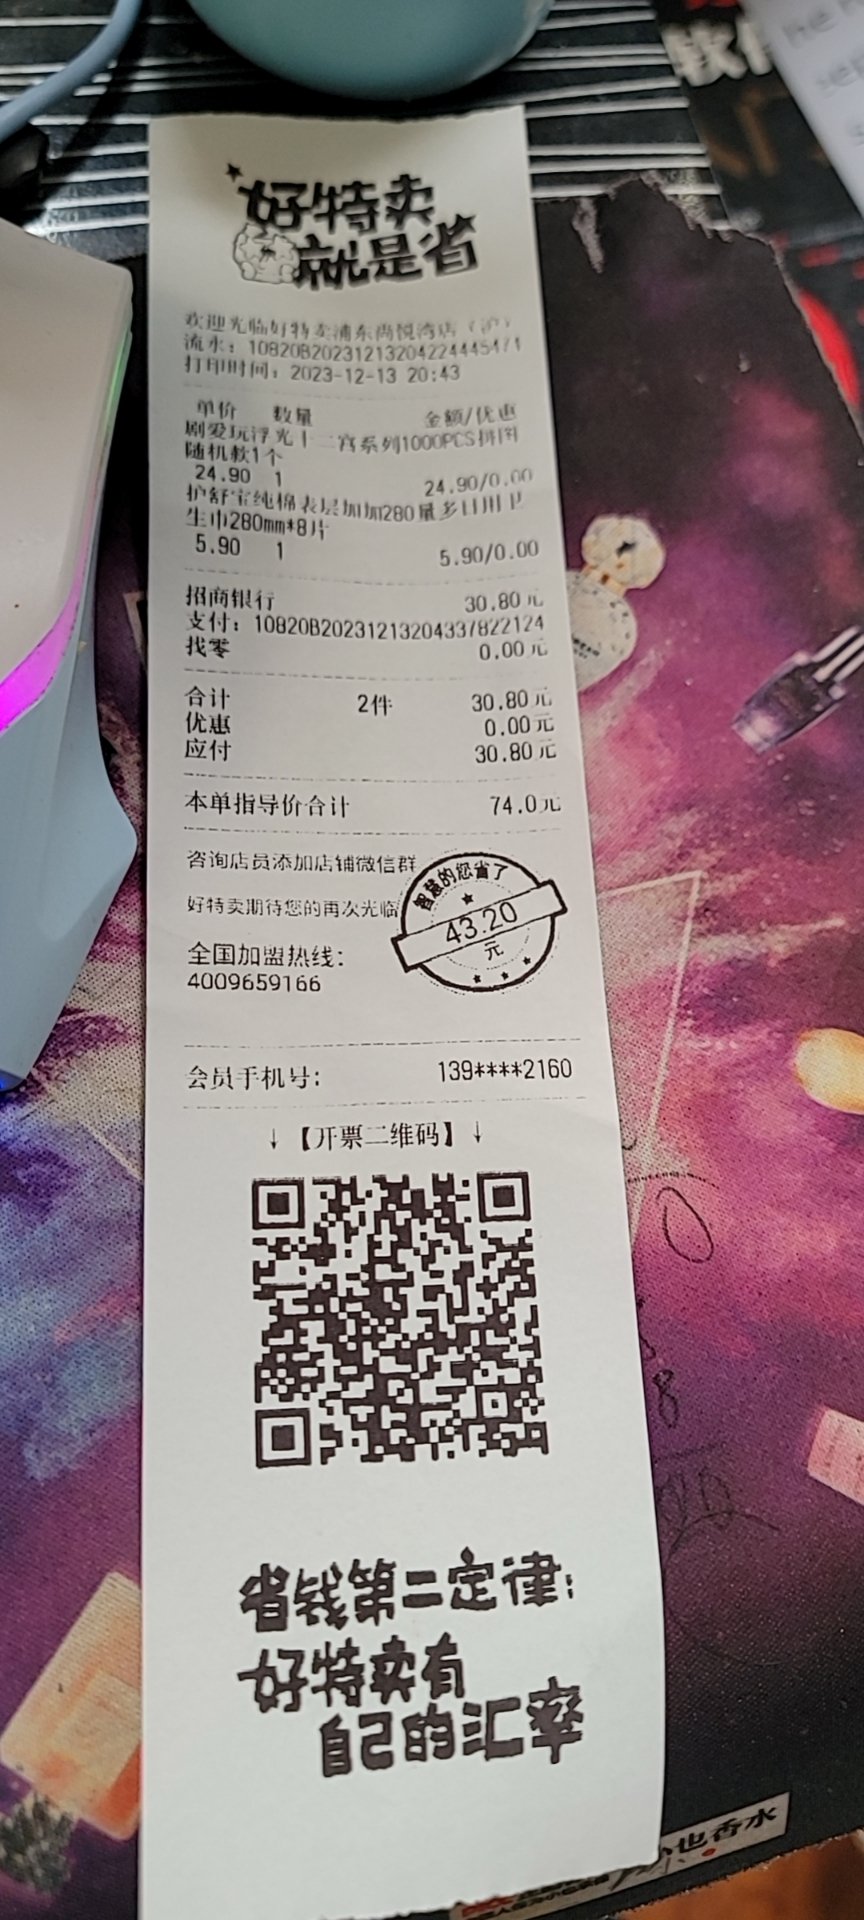 好特卖
就是省
欢迎光临好特卖浦东尚悦湾店（沪）
流水：10820B2023121320422444454/1
打印时间：2023-12-13 20:43
单价 数量 金额/优惠
剧爱玩浮光十二宫系列1000PCS拼图
随机款1个
24.90 1 24.90/0.00
护舒宝纯棉表层加加280量多日用卫
生巾280mm*8片
5.90 1 5.90/0.00
招商银行 30.80元
支付：10820B20231213204337822124
找零 0.00元
合计 2件 30.80元
优惠 0.00元
应付 30.80元
本单指导价合计 74.0元
咨询店员添加店铺微信群
好特卖期待您的再次光临
全国加盟热线：
4009659166
智慧的您省了
43.20
元
会员手机号： 139****2160
↓【开票二维码】↓
省钱第二定律：
好特卖有
自己的汇率
也香水